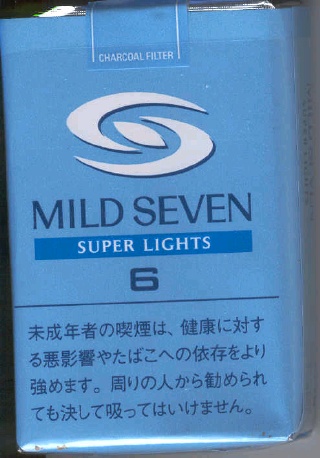 CHARCOAL FILTER
MILD SEVEN
SUPER LIGHTS
6
未成年者の喫煙は、健康に対す
る悪影響やたばこへの依存をより
強めます。周りの人から勧められ
ても決して吸ってはいけません。